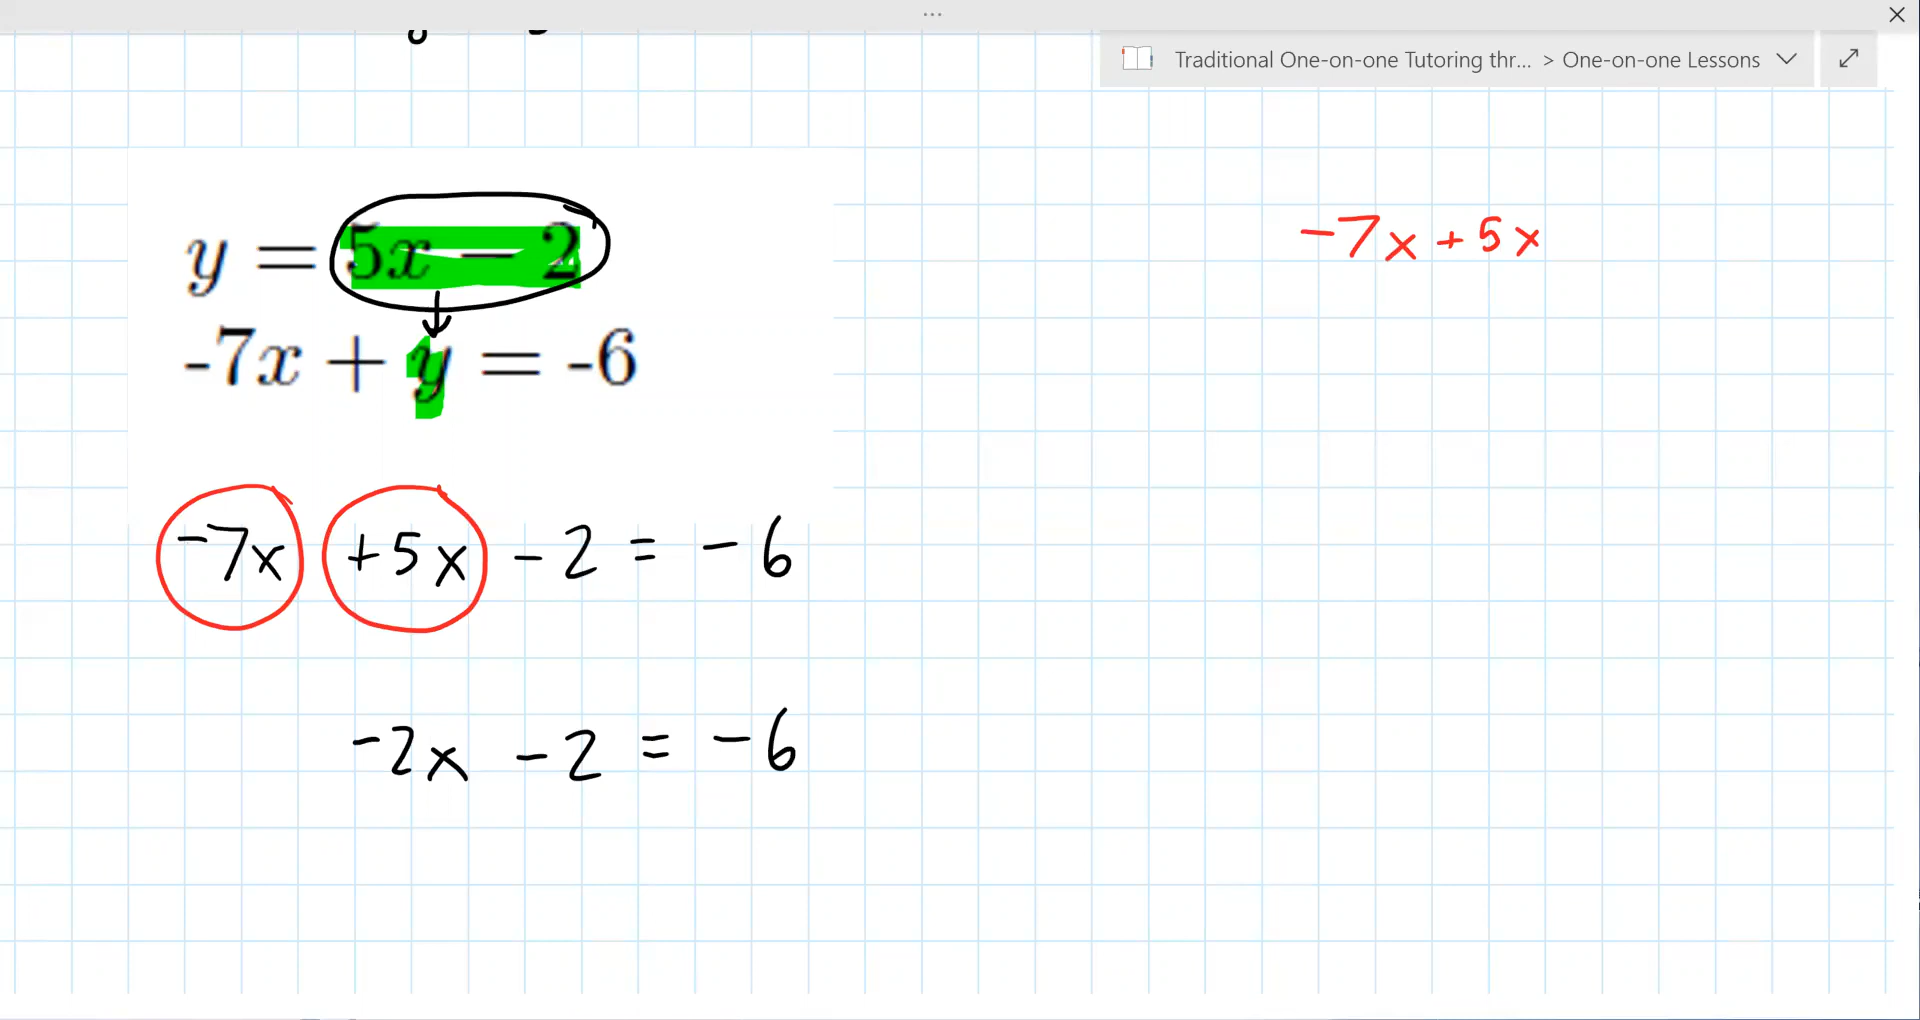 ...
Traditional One-on-one Tutoring thr... > One-on-one Lessons
y = 5x − 2
-7x + y = -6
-7x + 5x
-7x +5x - 2 = - 6
-2x - 2 = - 6